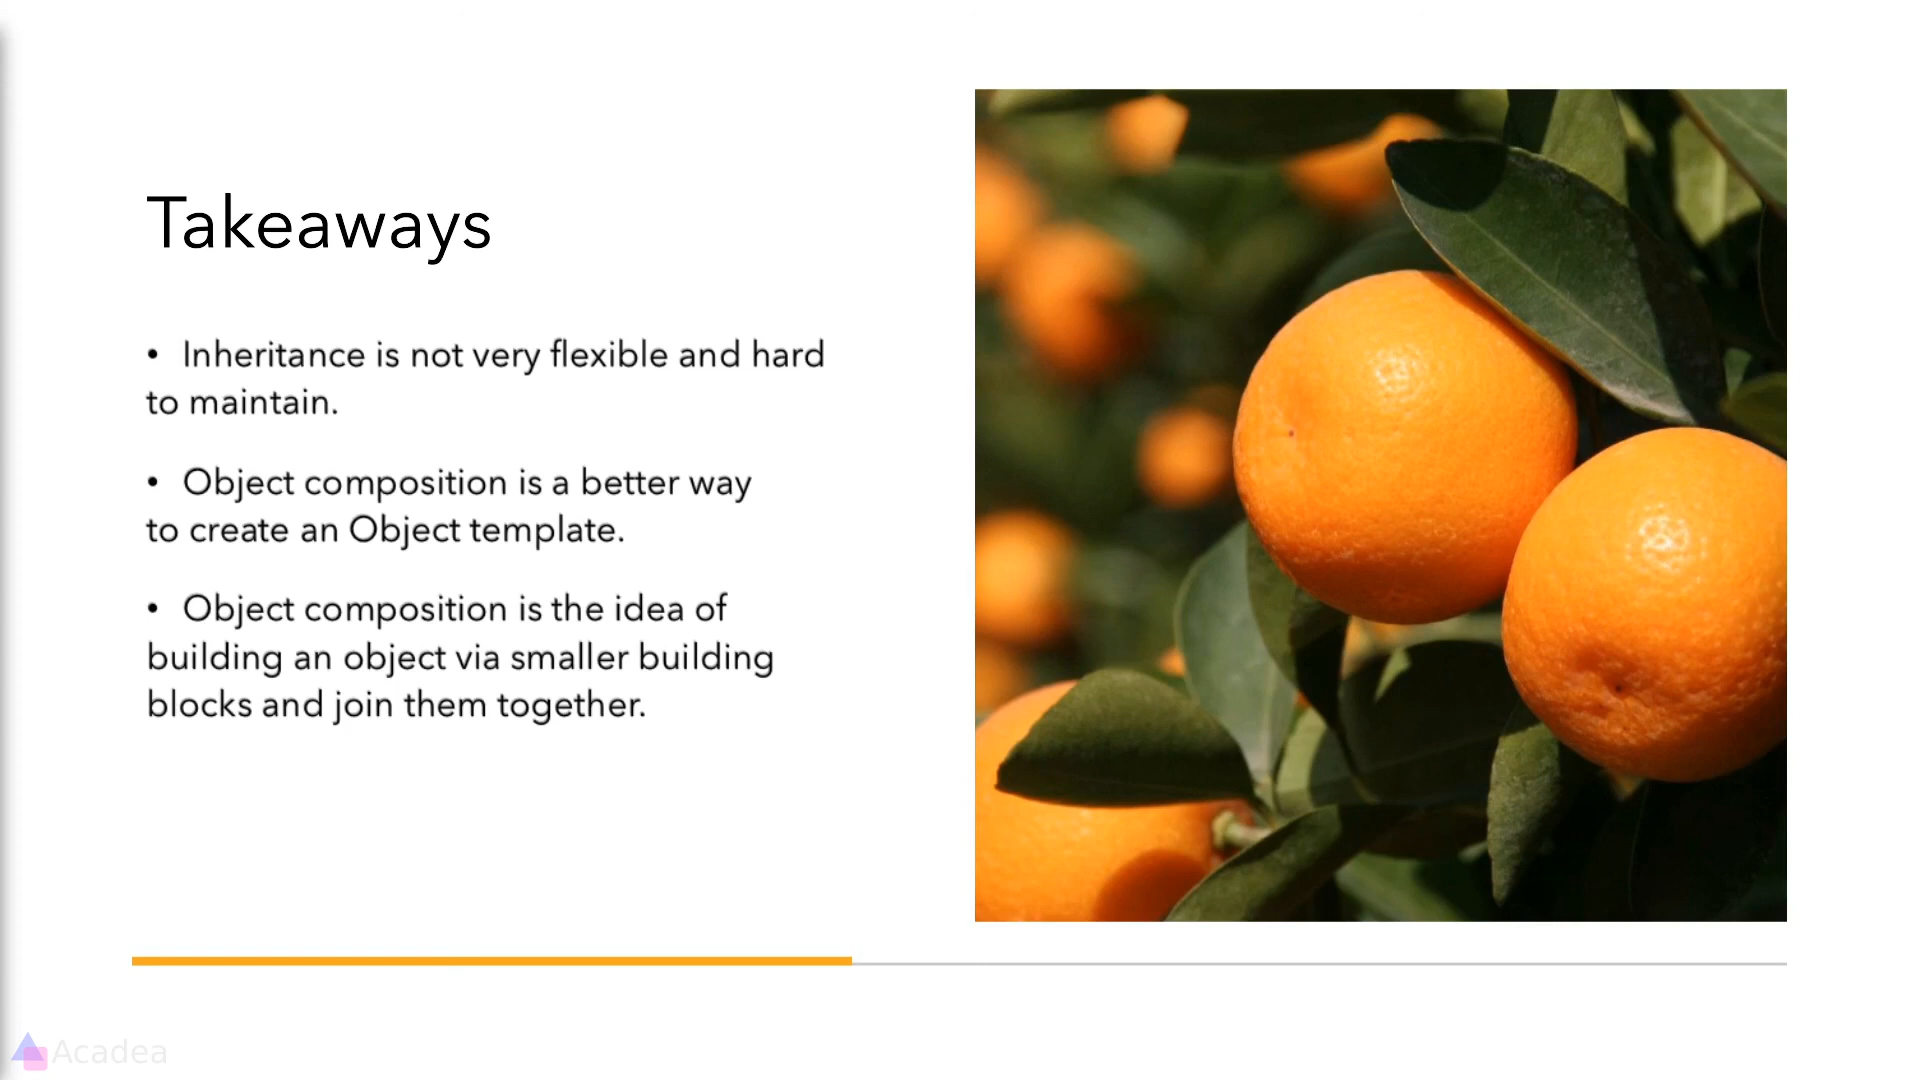 Takeaways
• Inheritance is not very flexible and hard
to maintain.
• Object composition is a better way
to create an Object template.
• Object composition is the idea of
building an object via smaller building
blocks and join them together.
Acadea